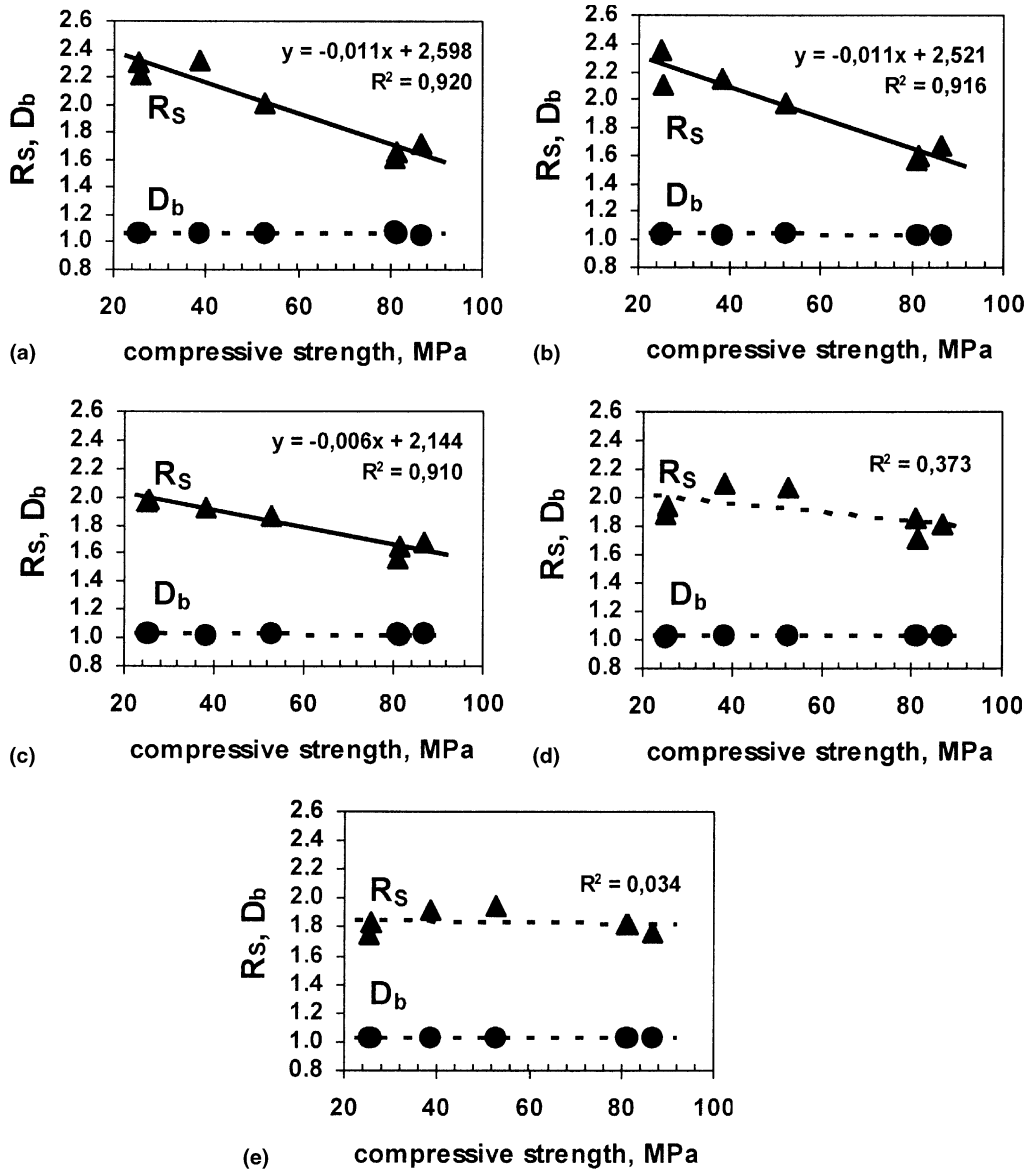 2.6
2.4
2.2
2.0
1.8
1.6
1.4
1.2
1.0
0.8
Rs, Db
y = -0,011x + 2,598
R² = 0,920
RS
Db
20 40 60 80 100
(a) compressive strength, MPa
2.6
2.4
2.2
2.0
1.8
1.6
1.4
1.2
1.0
0.8
Rs, Db
y = -0,011x + 2,521
R² = 0,916
RS
Db
20 40 60 80 100
(b) compressive strength, MPa
2.6
2.4
2.2
2.0
1.8
1.6
1.4
1.2
1.0
0.8
Rs, Db
y = -0,006x + 2,144
R² = 0,910
RS
Db
20 40 60 80 100
(c) compressive strength, MPa
2.6
2.4
2.2
2.0
1.8
1.6
1.4
1.2
1.0
0.8
Rs, Db
R² = 0,373
RS
Db
20 40 60 80 100
(d) compressive strength, MPa
2.6
2.4
2.2
2.0
1.8
1.6
1.4
1.2
1.0
0.8
Rs, Db
R² = 0,034
RS
Db
20 40 60 80 100
(e) compressive strength, MPa